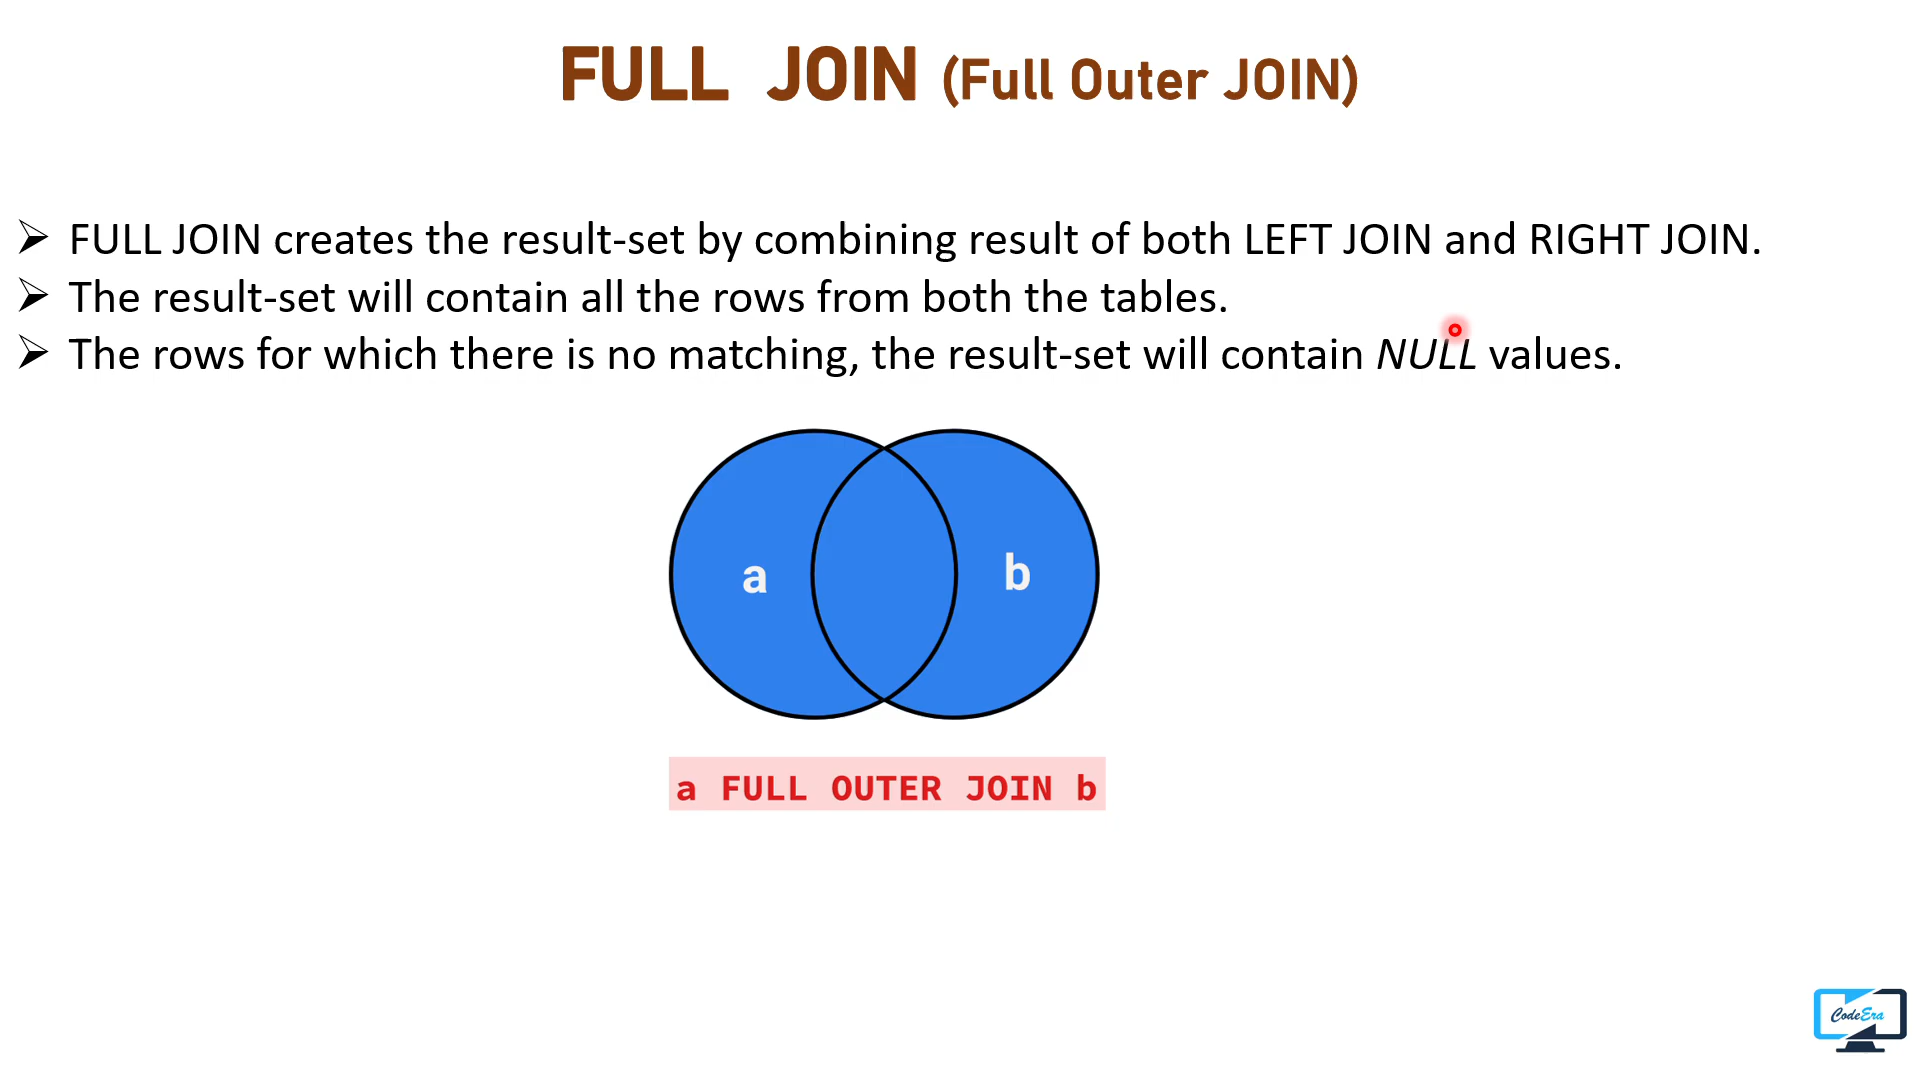 FULL JOIN (Full Outer JOIN)
➢ FULL JOIN creates the result-set by combining result of both LEFT JOIN and RIGHT JOIN.
➢ The result-set will contain all the rows from both the tables.
➢ The rows for which there is no matching, the result-set will contain NULL values.
a b
a FULL OUTER JOIN b
CodeEra